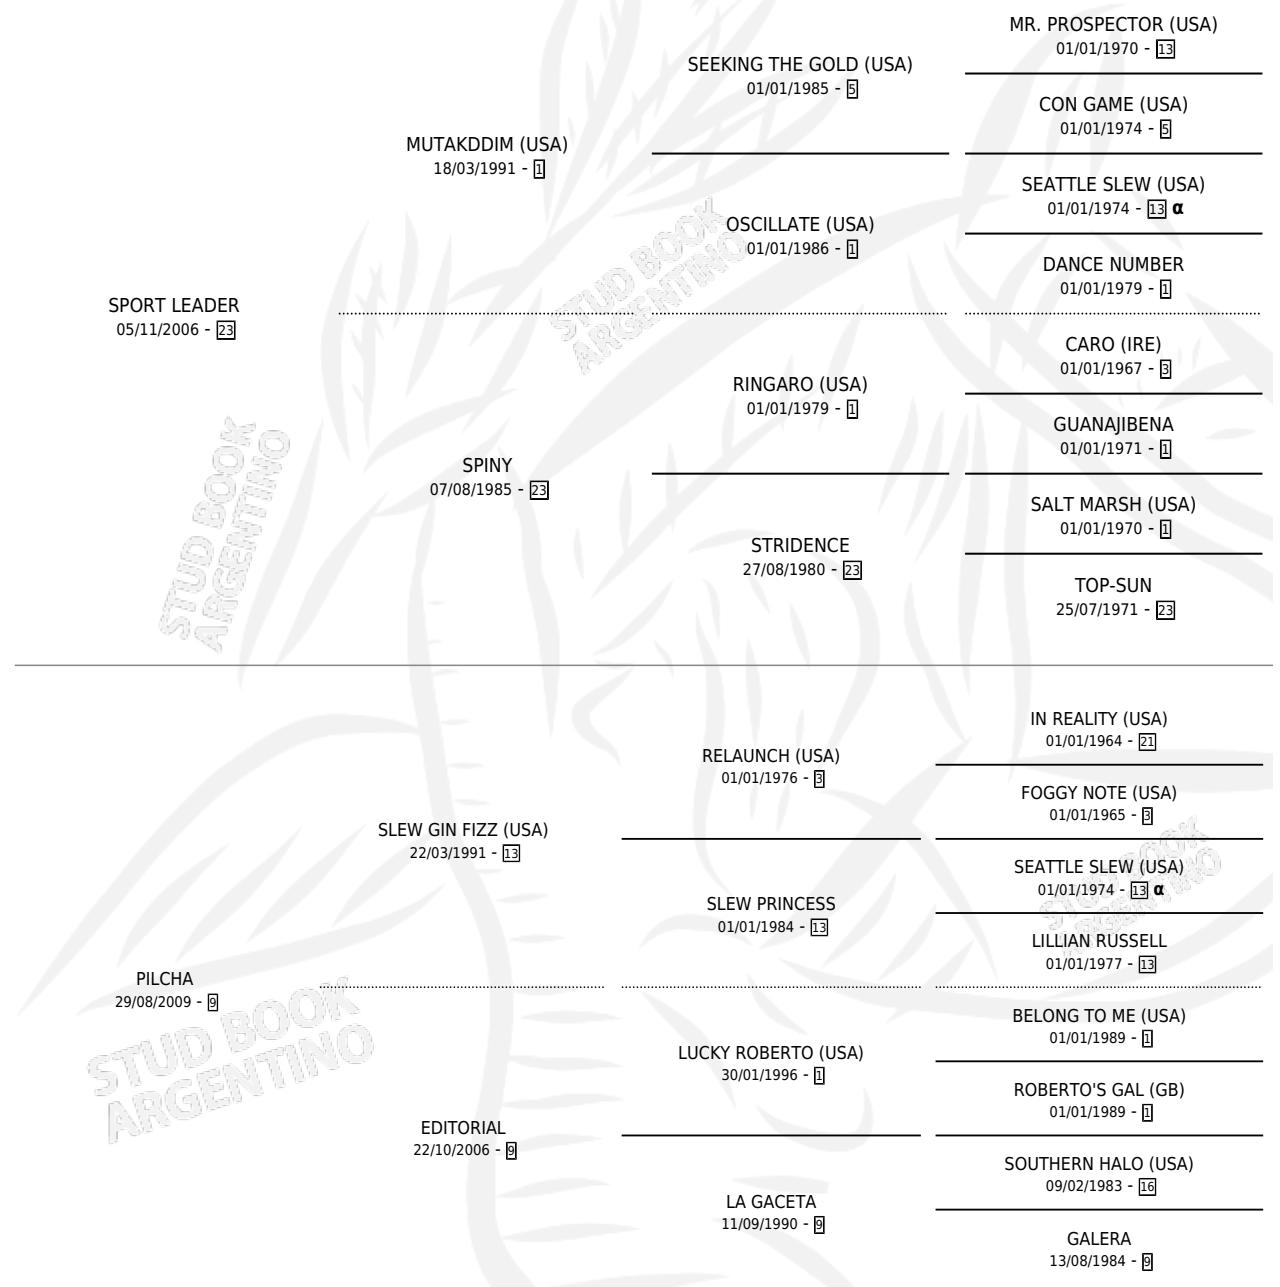 MR. PROSPECTOR (USA)
01/01/1970 - 13
SEEKING THE GOLD (USA)
01/01/1985 - 5
CON GAME (USA)
01/01/1974 - 5
MUTAKDDIM (USA)
18/03/1991 - 1
SEATTLE SLEW (USA)
01/01/1974 - 13 α
OSCILLATE (USA)
01/01/1986 - 1
DANCE NUMBER
01/01/1979 - 1
SPORT LEADER
05/11/2006 - 23
CARO (IRE)
01/01/1967 - 3
RINGARO (USA)
01/01/1979 - 1
GUANAJIBENA
01/01/1971 - 1
SPINY
07/08/1985 - 23
SALT MARSH (USA)
01/01/1970 - 1
STRIDENCE
27/08/1980 - 23
TOP-SUN
25/07/1971 - 23
IN REALITY (USA)
01/01/1964 - 21
RELAUNCH (USA)
01/01/1976 - 3
FOGGY NOTE (USA)
01/01/1965 - 3
SLEW GIN FIZZ (USA)
22/03/1991 - 13
SEATTLE SLEW (USA)
01/01/1974 - 13 α
SLEW PRINCESS
01/01/1984 - 13
LILLIAN RUSSELL
01/01/1977 - 13
PILCHA
29/08/2009 - 9
BELONG TO ME (USA)
01/01/1989 - 1
LUCKY ROBERTO (USA)
30/01/1996 - 1
ROBERTO'S GAL (GB)
01/01/1989 - 1
EDITORIAL
22/10/2006 - 9
SOUTHERN HALO (USA)
09/02/1983 - 16
LA GACETA
11/09/1990 - 9
GALERA
13/08/1984 - 9
STUD BOOK
ARGENTINO
STUD BOOK
ARGENTINO
STUD BOOK
ARGENTINO
STUD BOOK
ARGENTINO